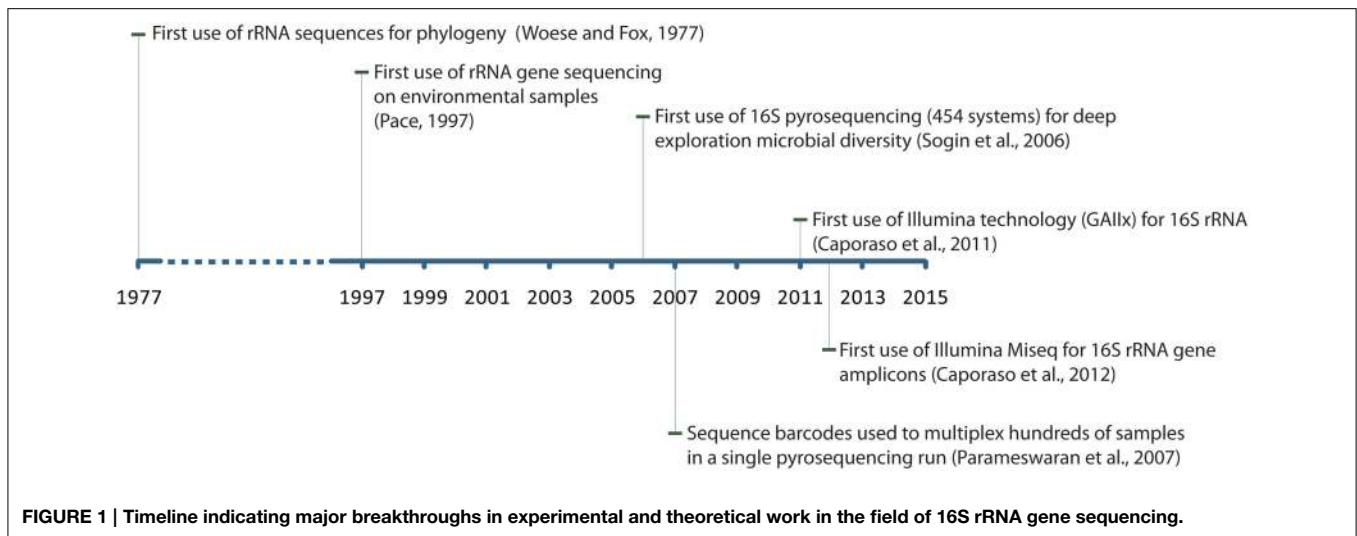 First use of rRNA sequences for phylogeny (Woese and Fox, 1977)
First use of rRNA gene sequencing
on environmental samples
(Pace, 1997)
First use of 16S pyrosequencing (454 systems) for deep
exploration microbial diversity (Sogin et al., 2006)
First use of Illumina technology (GAIIx) for 16S rRNA
(Caporaso et al., 2011)
1977 1997 1999 2001 2003 2005 2007 2009 2011 2013 2015
First use of Illumina Miseq for 16S rRNA gene
amplicons (Caporaso et al., 2012)
Sequence barcodes used to multiplex hundreds of samples
in a single pyrosequencing run (Parameswaran et al., 2007)
FIGURE 1 | Timeline indicating major breakthroughs in experimental and theoretical work in the field of 16S rRNA gene sequencing.